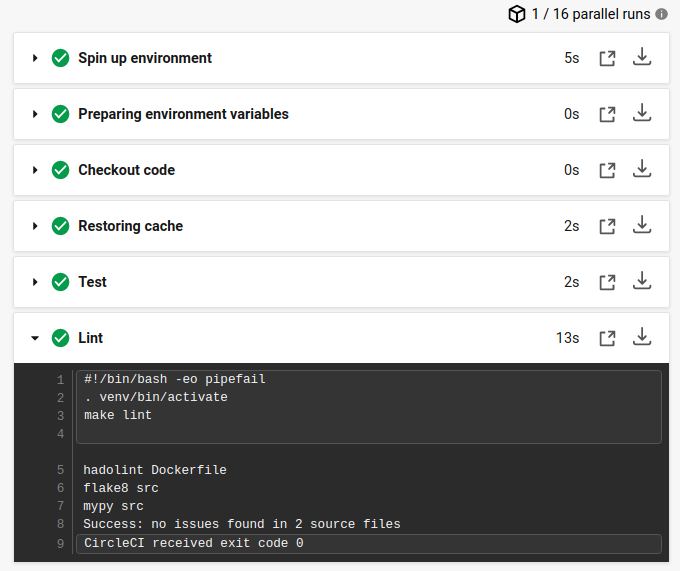 1 / 16 parallel runs
Spin up environment 5s
Preparing environment variables 0s
Checkout code 0s
Restoring cache 2s
Test 2s
Lint 13s
1 #!/bin/bash -eo pipefail
2 . venv/bin/activate
3 make lint
4
5 hadolint Dockerfile
6 flake8 src
7 mypy src
8 Success: no issues found in 2 source files
9 CircleCI received exit code 0